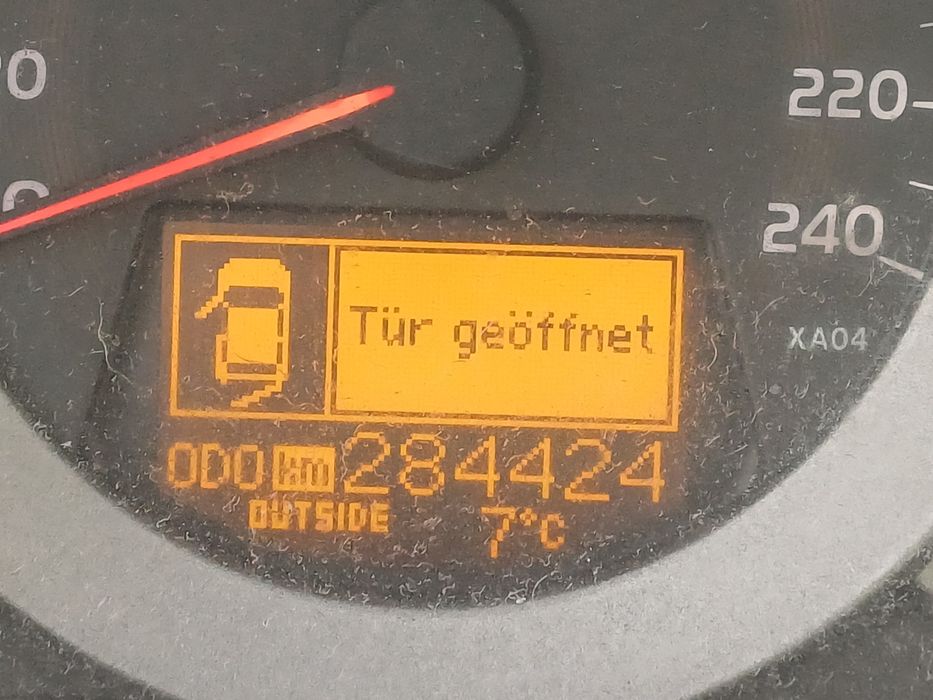 220
240
XA04
Tür geöffnet
ODO km 284424
OUTSIDE 7°C